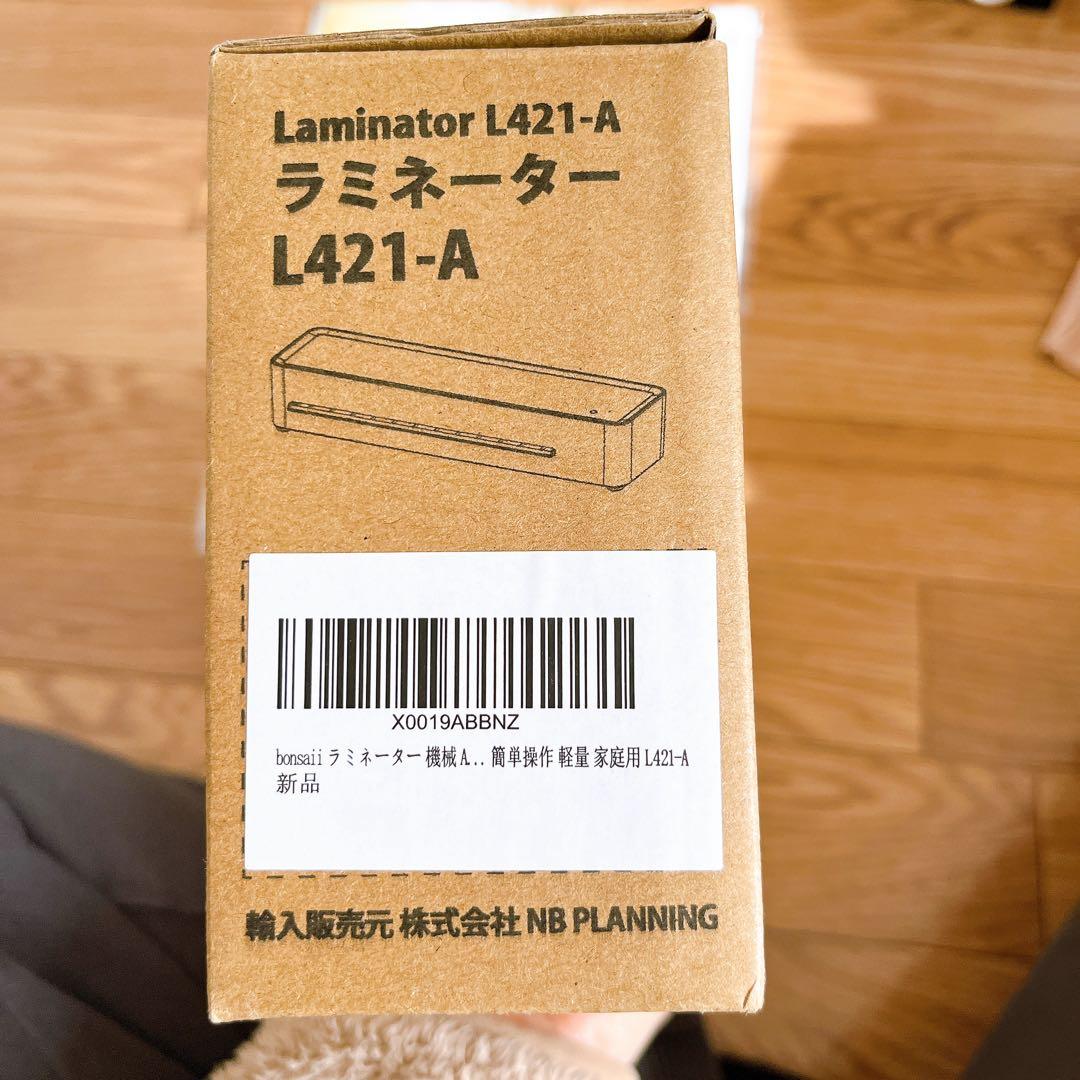 Laminator L421-A
ラミネーター
L421-A
X0019ABBNZ
bonsaii ラミネーター 機械 A... 簡単操作 軽量 家庭用 L421-A
新品
輸入販売元 株式会社 NB PLANNING